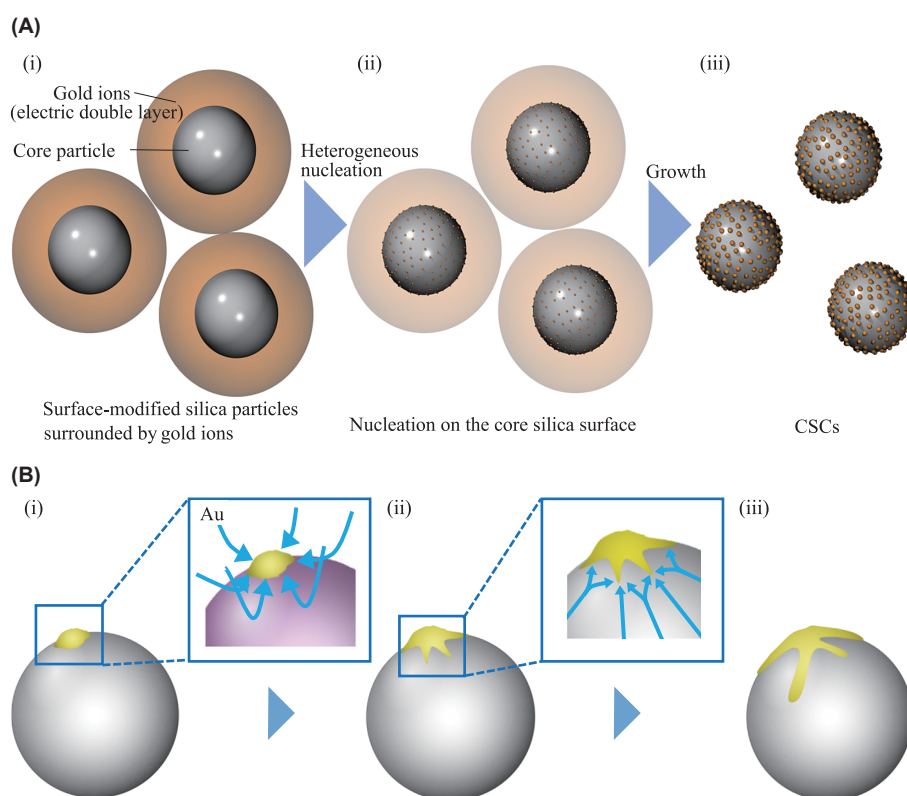 (A)
(i)
(ii)
(iii)
Gold ions
(electric double layer)
Core particle
Heterogeneous
nucleation
Growth
Surface-modified silica particles
surrounded by gold ions
Nucleation on the core silica surface
CSCs
(B)
(i)
Au
(ii)
(iii)